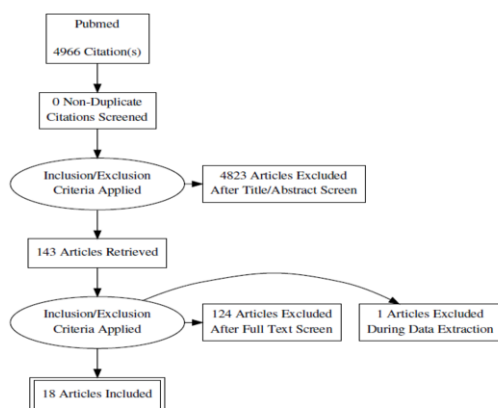 Pubmed
4966 Citation(s)
0 Non-Duplicate
Citations Screened
Inclusion/Exclusion
Criteria Applied
4823 Articles Excluded
After Title/Abstract Screen
143 Articles Retrieved
Inclusion/Exclusion
Criteria Applied
124 Articles Excluded
After Full Text Screen
1 Articles Excluded
During Data Extraction
18 Articles Included